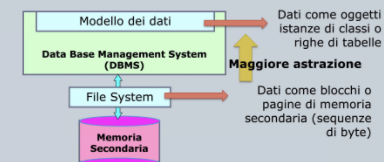 Modello dei dati
Dati come oggetti
istanze di classi o
righe di tabelle
Data Base Management System
(DBMS)
Maggiore astrazione
File System
Dati come blocchi o
pagine di memoria
secondaria (sequenze
di byte)
Memoria
Secondaria